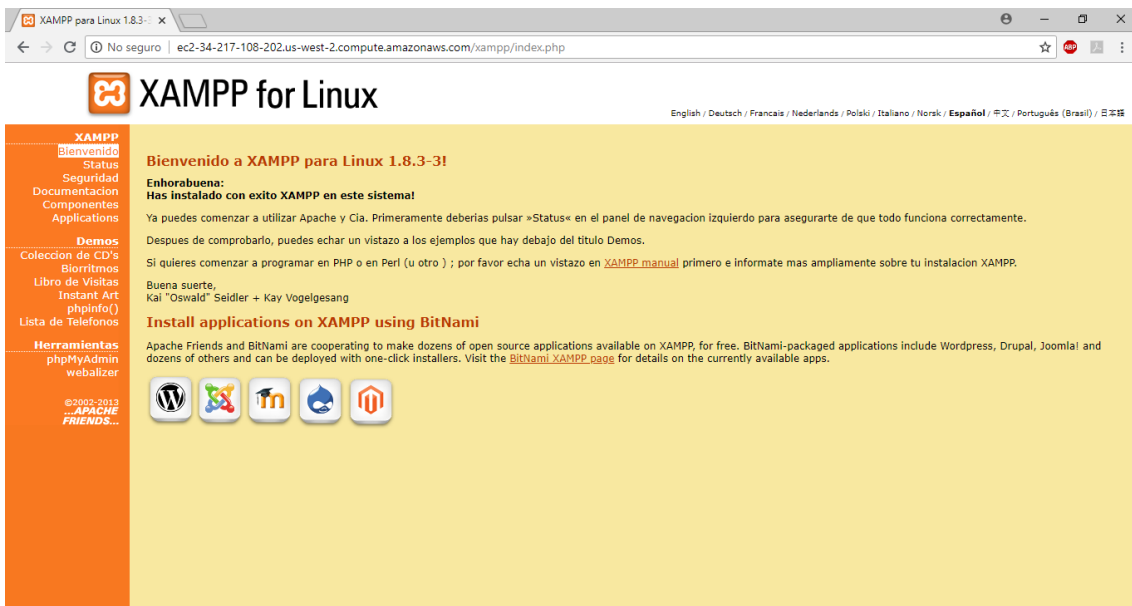 XAMPP para Linux 1.8.3-3
No seguro | ec2-34-217-108-202.us-west-2.compute.amazonaws.com/xampp/index.php
ABP
XAMPP for Linux
English / Deutsch / Francais / Nederlands / Polski / Italiano / Norsk / Español / 中文 / Português (Brasil) / 日本語
XAMPP
Bienvenido
Status
Seguridad
Documentacion
Componentes
Applications
Demos
Coleccion de CD's
Biorritmos
Libro de Visitas
Instant Art
phpinfo()
Lista de Telefonos
Herramientas
phpMyAdmin
webalizer
©2002-2013
...APACHE
FRIENDS...
Bienvenido a XAMPP para Linux 1.8.3-3!
Enhorabuena:
Has instalado con exito XAMPP en este sistema!
Ya puedes comenzar a utilizar Apache y Cia. Primeramente deberias pulsar »Status« en el panel de navegacion izquierdo para asegurarte de que todo funciona correctamente.
Despues de comprobarlo, puedes echar un vistazo a los ejemplos que hay debajo del titulo Demos.
Si quieres comenzar a programar en PHP o en Perl (u otro ) ; por favor echa un vistazo en XAMPP manual primero e informate mas ampliamente sobre tu instalacion XAMPP.
Buena suerte,
Kai "Oswald" Seidler + Kay Vogelgesang
Install applications on XAMPP using BitNami
Apache Friends and BitNami are cooperating to make dozens of open source applications available on XAMPP, for free. BitNami-packaged applications include Wordpress, Drupal, Joomla! and
dozens of others and can be deployed with one-click installers. Visit the BitNami XAMPP page for details on the currently available apps.